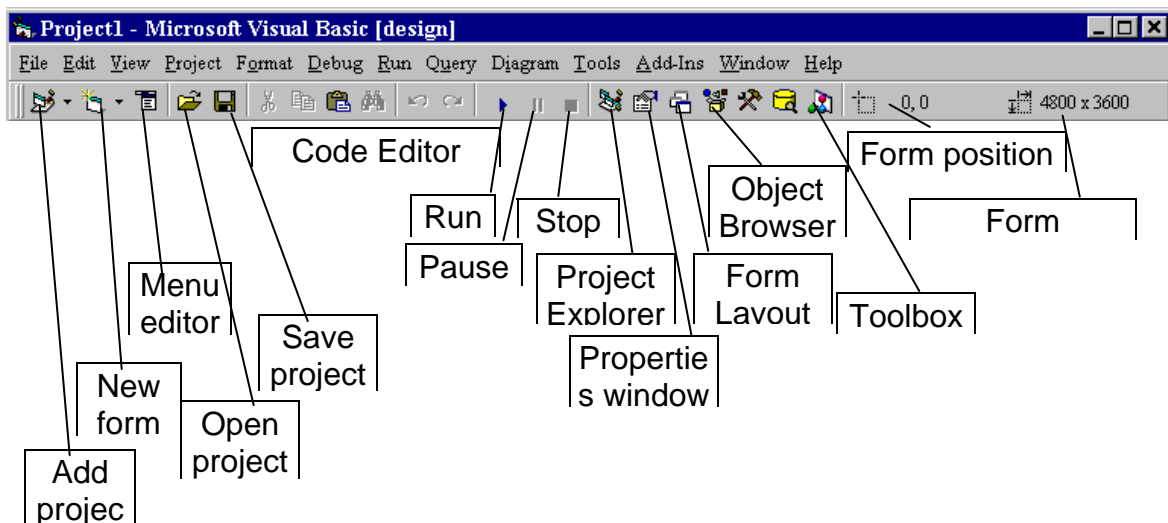 Project1 - Microsoft Visual Basic [design]
File Edit View Project Format Debug Run Query Diagram Tools Add-Ins Window Help
0, 0
4800 x 3600
Code Editor
Form position
Run
Stop
Object
Browser
Form
Pause
Menu
editor
Project
Explorer
Form
Layout
Toolbox
Save
project
Propertie
s window
New
form
Open
project
Add
projec